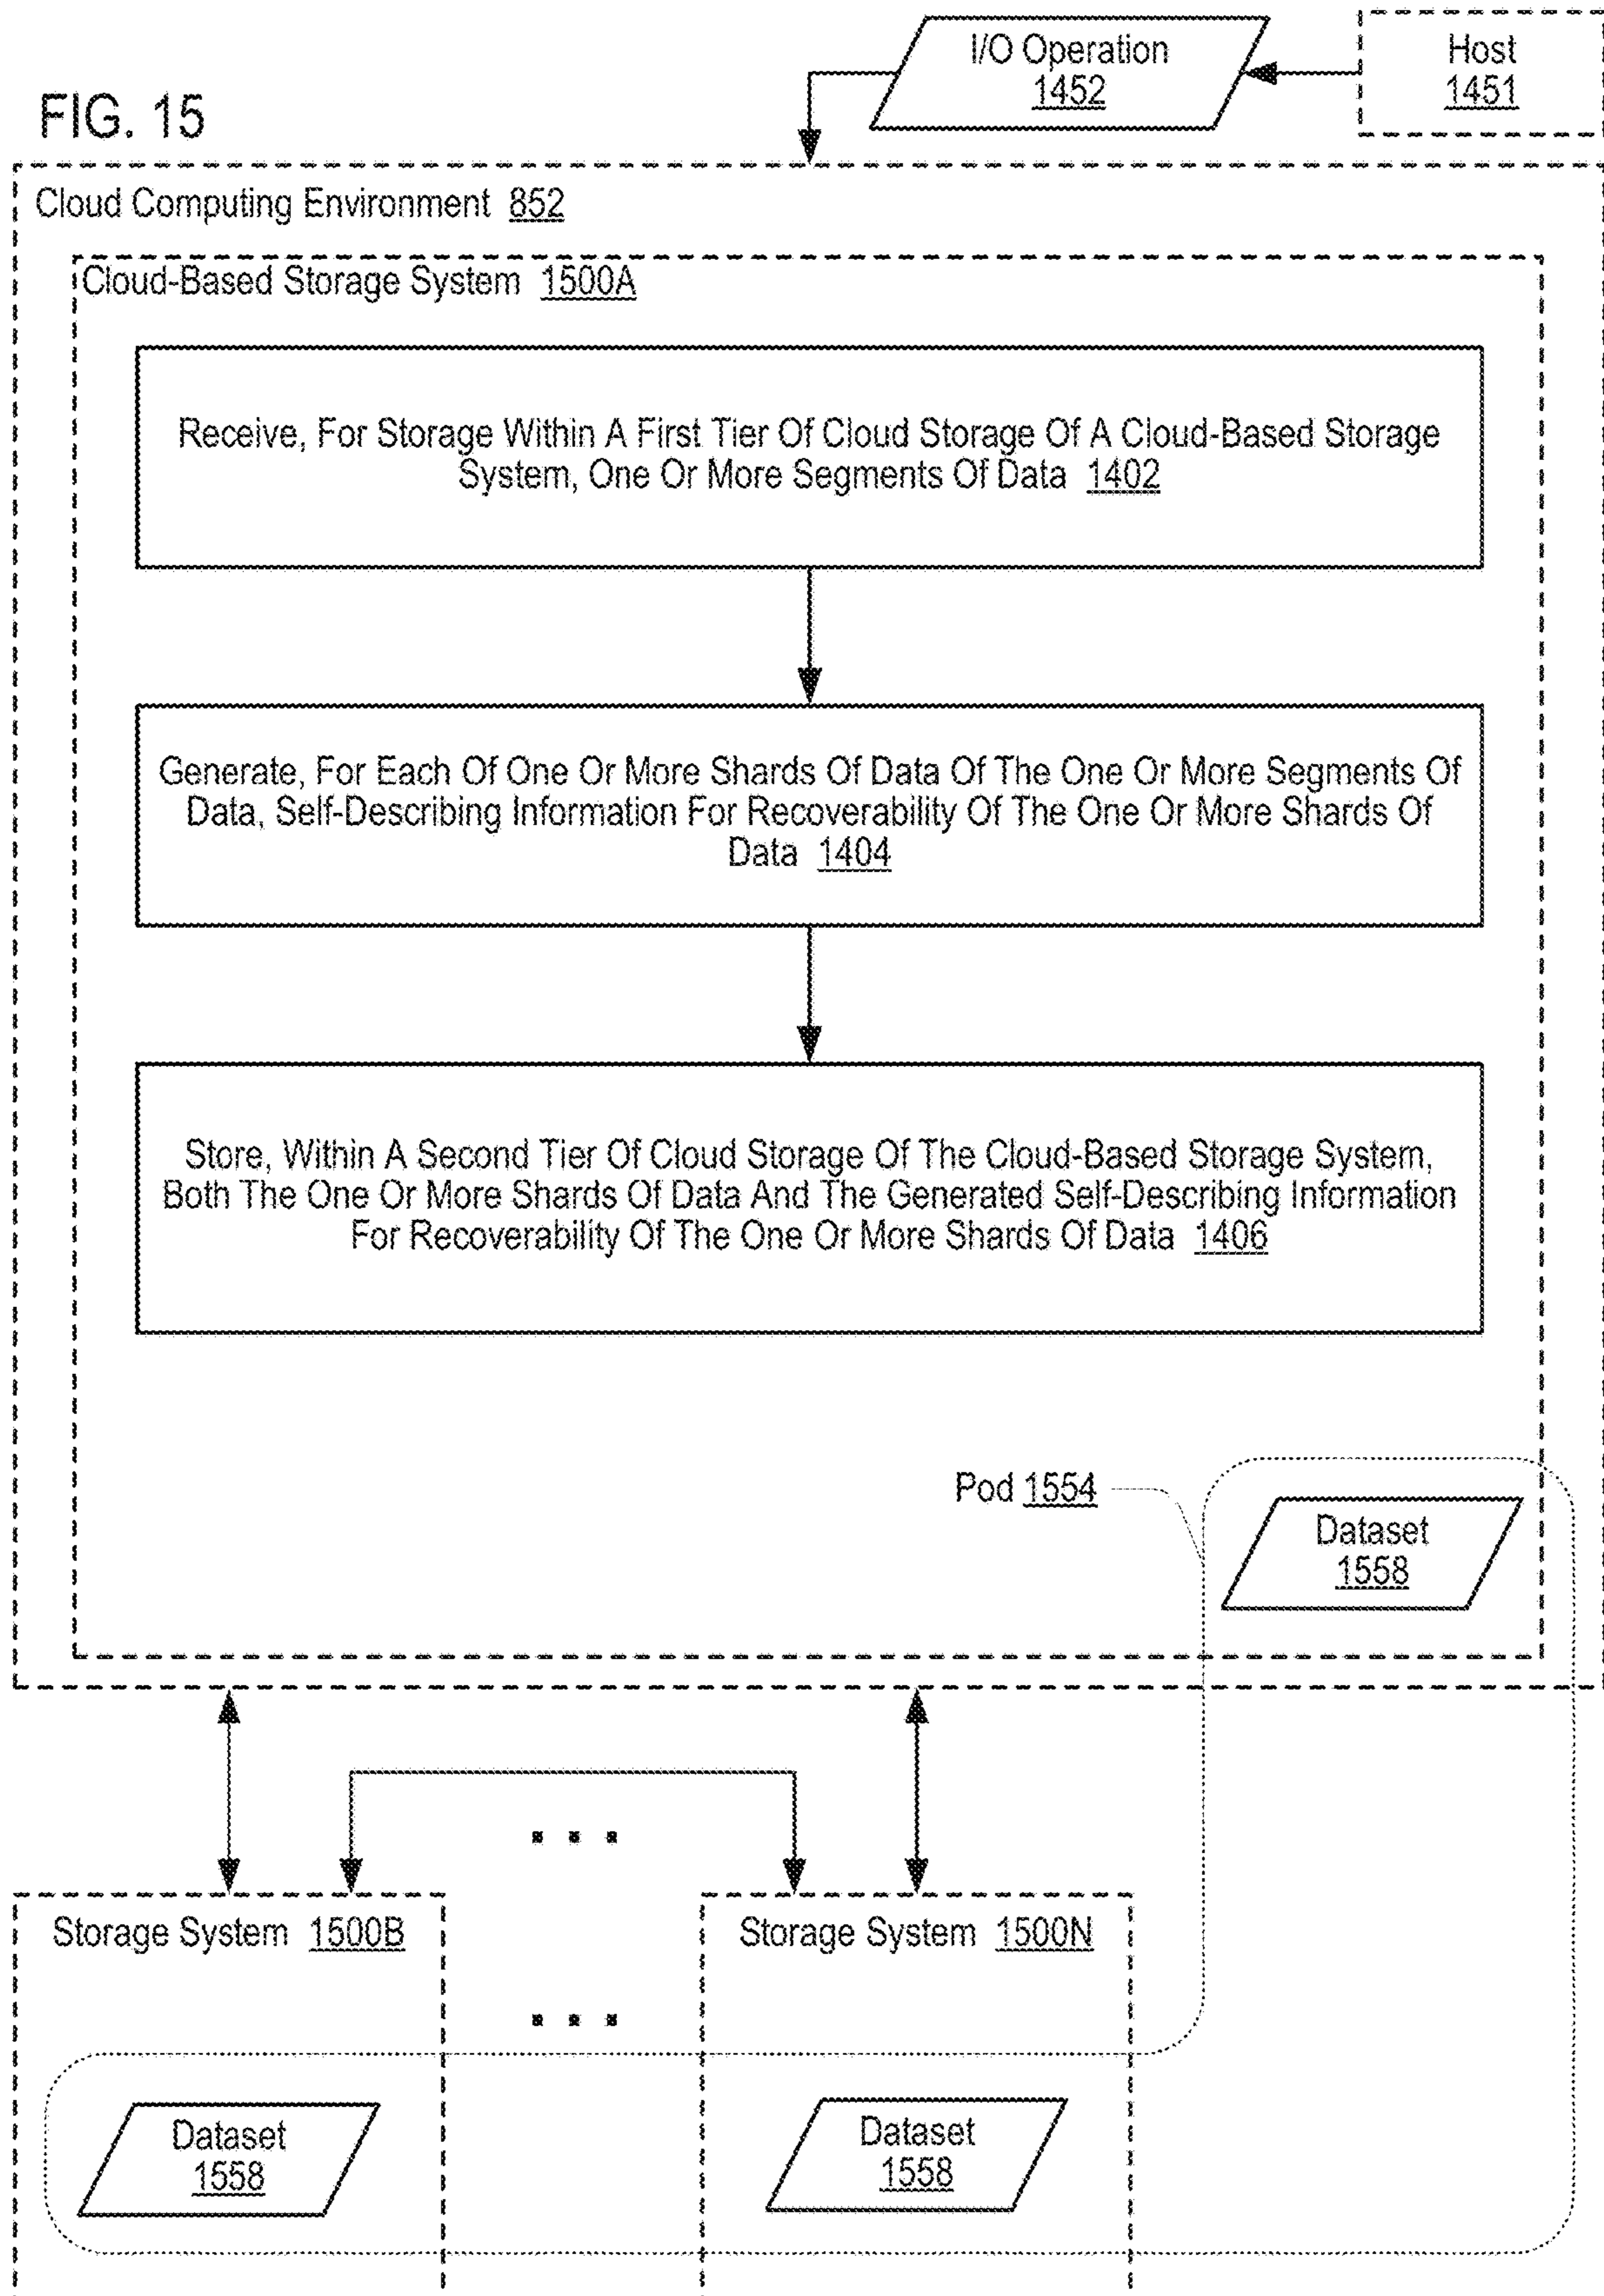 I/O Operation
1452
Host
1451
FIG. 15
Cloud Computing Environment 852
Cloud-Based Storage System 1500A
Receive, For Storage Within A First Tier Of Cloud Storage Of A Cloud-Based Storage
System, One Or More Segments Of Data 1402
Generate, For Each Of One Or More Shards Of Data Of The One Or More Segments Of
Data, Self-Describing Information For Recoverability Of The One Or More Shards Of
Data 1404
Store, Within A Second Tier Of Cloud Storage Of The Cloud-Based Storage System,
Both The One Or More Shards Of Data And The Generated Self-Describing Information
For Recoverability Of The One Or More Shards Of Data 1406
Pod 1554
Dataset
1558
. . .
Storage System 1500B
Storage System 1500N
. . .
Dataset
1558
Dataset
1558